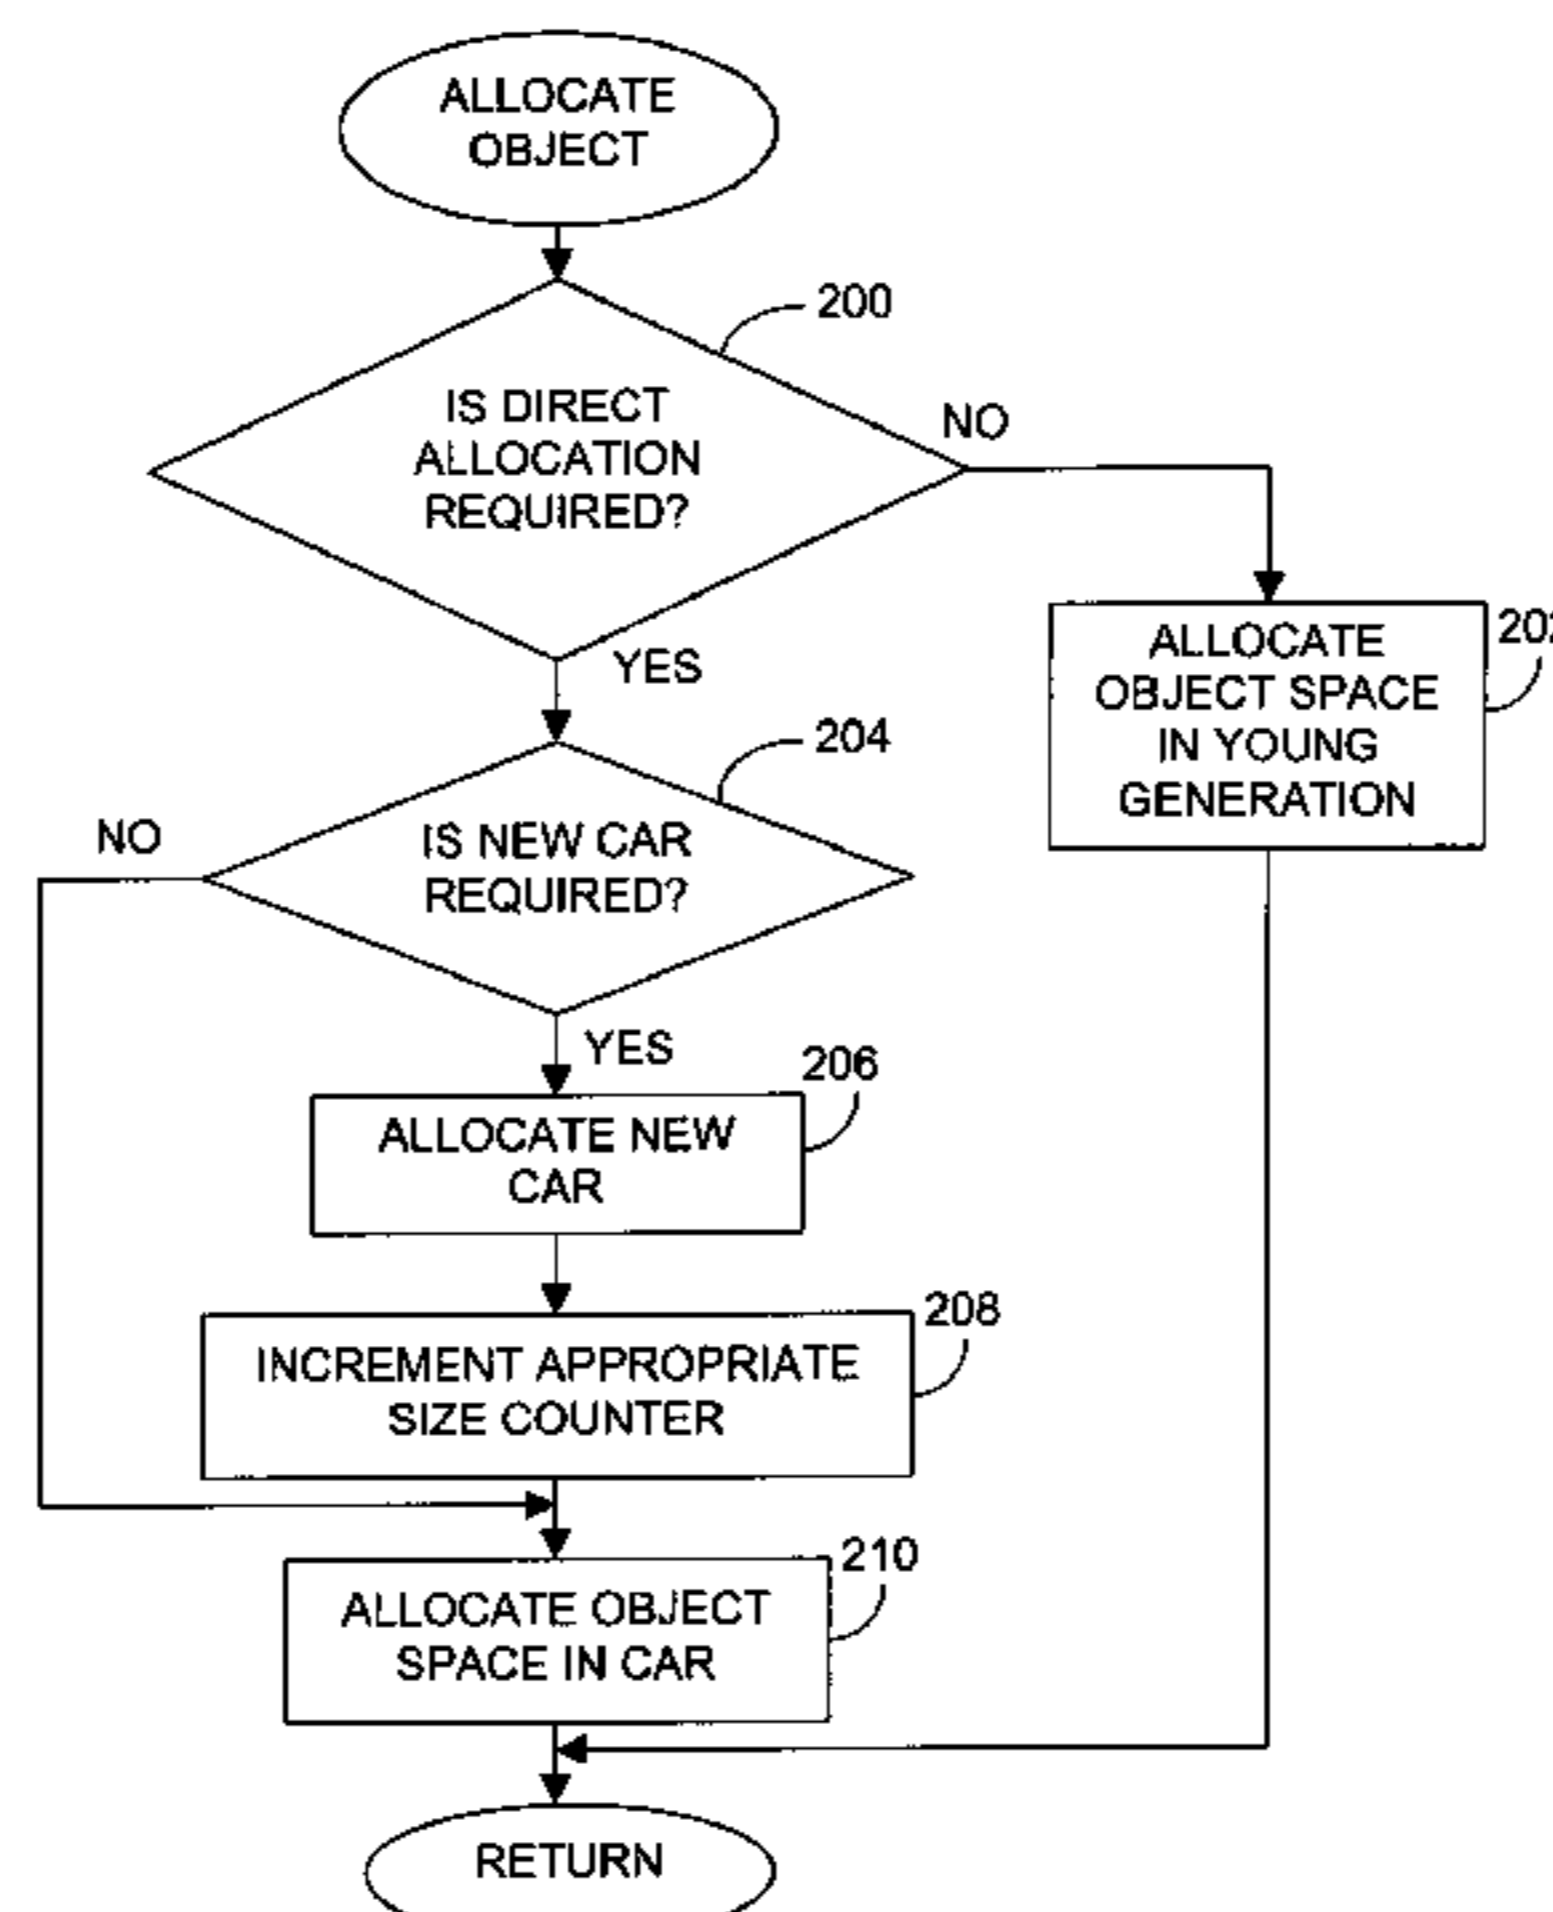 ALLOCATE
OBJECT
200
IS DIRECT
ALLOCATION
REQUIRED?
NO
YES
ALLOCATE
OBJECT SPACE
IN YOUNG
GENERATION
204
IS NEW CAR
REQUIRED?
NO
YES
206
ALLOCATE NEW
CAR
208
INCREMENT APPROPRIATE
SIZE COUNTER
210
ALLOCATE OBJECT
SPACE IN CAR
RETURN